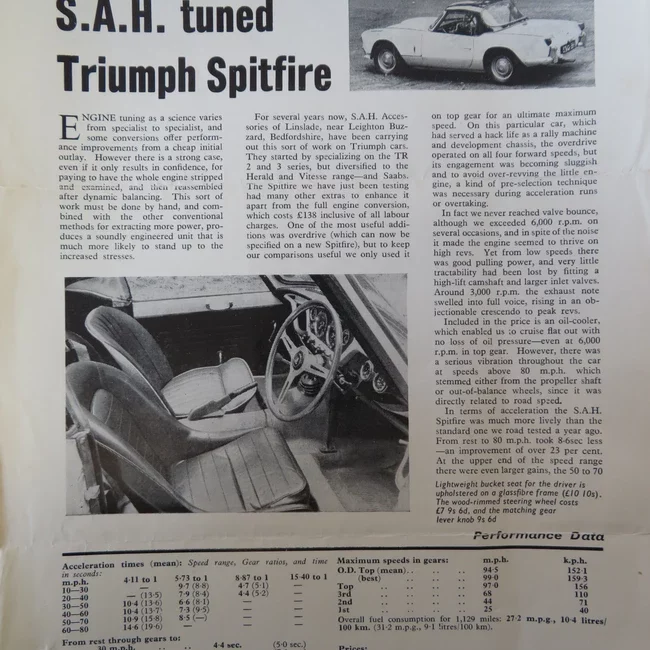 S.A.H. tuned
Triumph Spitfire
ENGINE tuning as a science varies
from specialist to specialist, and
some conversions offer perform-
ance improvements from a cheap initial
outlay. However there is a strong case,
even if it only results in confidence, for
paying to have the whole engine stripped
and examined, and then reassembled
after dynamic balancing. This sort of
work must be done by hand, and com-
bined with the other conventional
methods for extracting more power, pro-
duces a soundly engineered unit that is
much more likely to stand up to the
increased stresses.
For several years now, S.A.H. Acces-
sories of Linslade, near Leighton Buz-
zard, Bedfordshire, have been carrying
out this sort of work on Triumph cars.
They started by specializing on the TR
2 and 3 series, but diversified to the
Herald and Vitesse range—and Saabs.
The Spitfire we have just been testing
had many other extras to enhance it
apart from the full engine conversion,
which costs £138 inclusive of all labour
charges. One of the most useful addi-
tions was overdrive (which can now be
specified on a new Spitfire), but to keep
our comparisons useful we only used it
on top gear for an ultimate maximum
speed. On this particular car, which
had served a hack life as a rally machine
and development chassis, the overdrive
operated on all four forward speeds, but
its engagement was becoming sluggish
and to avoid over-revving the little en-
gine, a kind of pre-selection technique
was necessary during acceleration runs
or overtaking.
In fact we never reached valve bounce,
although we exceeded 6,000 r.p.m. on
several occasions, and in spite of the noise
it made the engine seemed to thrive on
high revs. Yet from low speeds there
was good pulling power, and very little
tractability had been lost by fitting a
high-lift camshaft and larger inlet valves.
Around 3,000 r.p.m. the exhaust note
swelled into full voice, rising in an ob-
jectionable crescendo to peak revs.
Included in the price is an oil-cooler,
which enabled us to cruise flat out with
no loss of oil pressure—even at 6,000
r.p.m. in top gear. However, there was
a serious vibration throughout the car
at speeds above 80 m.p.h. which
stemmed either from the propeller shaft
or out-of-balance wheels, since it was
directly related to road speed.
In terms of acceleration the S.A.H.
Spitfire was much more lively than the
standard one we road tested a year ago.
From rest to 80 m.p.h. took 8·6sec less
—an improvement of over 23 per cent.
At the upper end of the speed range
there were even larger gains, the 50 to 70
Lightweight bucket seat for the driver is
upholstered on a glassfibre frame (£10 10s).
The wood-rimmed steering wheel costs
£7 9s 6d, and the matching gear
lever knob 9s 6d
Performance Data
Acceleration times (mean): Speed range, Gear ratios, and time
in seconds:
m.p.h. 4·11 to 1 5·73 to 1 8·87 to 1 15·40 to 1
10—30 — 9·7 (8·8) 4·7 (5·1) —
20—40 — (13·5) 7·9 (8·4) 4·4 (5·2) —
30—50 10·4 (13·6) 6·6 (8·1) — —
40—60 10·4 (13·7) 7·3 (9·5) — —
50—70 10·9 (15·8) 8·5 (—) — —
60—80 14·6 (19·6) — — —
From rest through gears to:
30 m.p.h. 4·4 sec. (5·0 sec.)
Maximum speeds in gears: m.p.h. k.p.h.
O.D. Top (mean) .. .. .. 94·5 152·1
(best) .. .. .. 99·0 159·3
Top .. .. .. 97·0 156
3rd .. .. .. 68 110
2nd .. .. .. 44 71
1st .. .. .. 25 40
Overall fuel consumption for 1,129 miles: 27·2 m.p.g., 10·4 litres/
100 km. (31·2 m.p.g., 9·1 litres/100 km).
Prices: